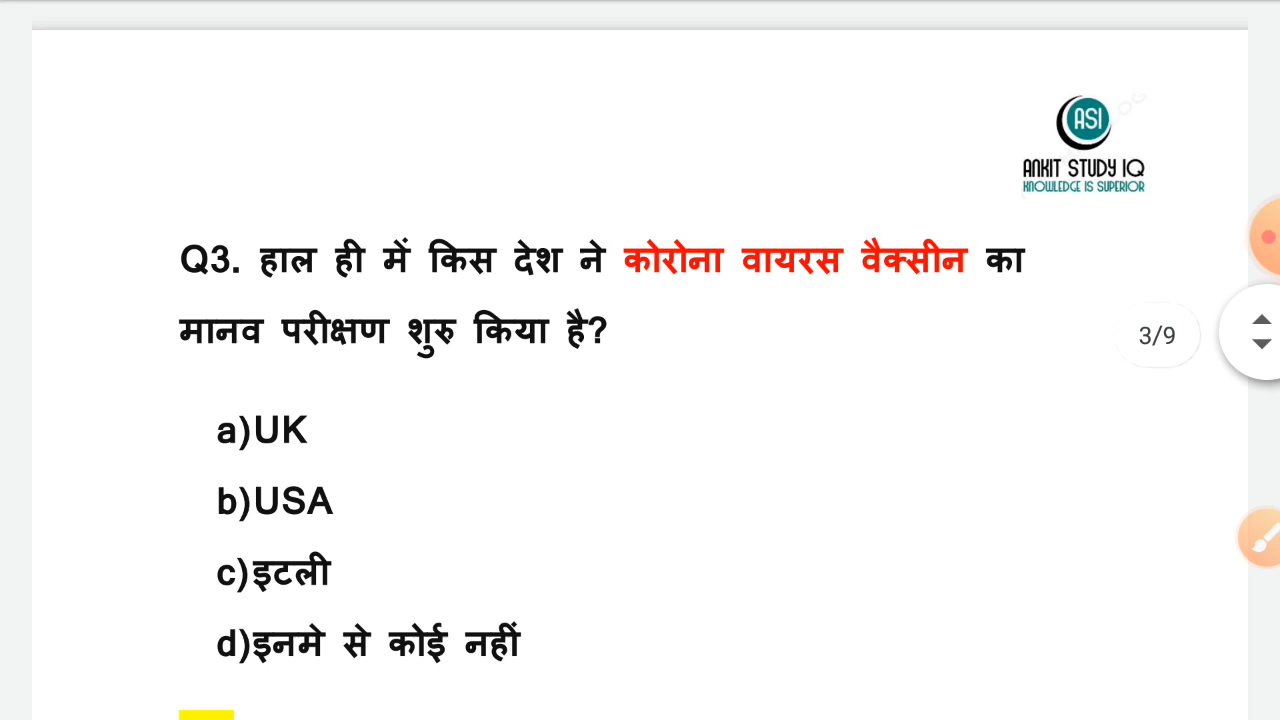 ASI
ANKIT STUDY IQ
KNOWLEDGE IS SUPERIOR
Q3. हाल ही में किस देश ने कोरोना वायरस वैक्सीन का
मानव परीक्षण शुरु किया है?
3/9
a)UK
b)USA
c)इटली
d)इनमे से कोई नहीं